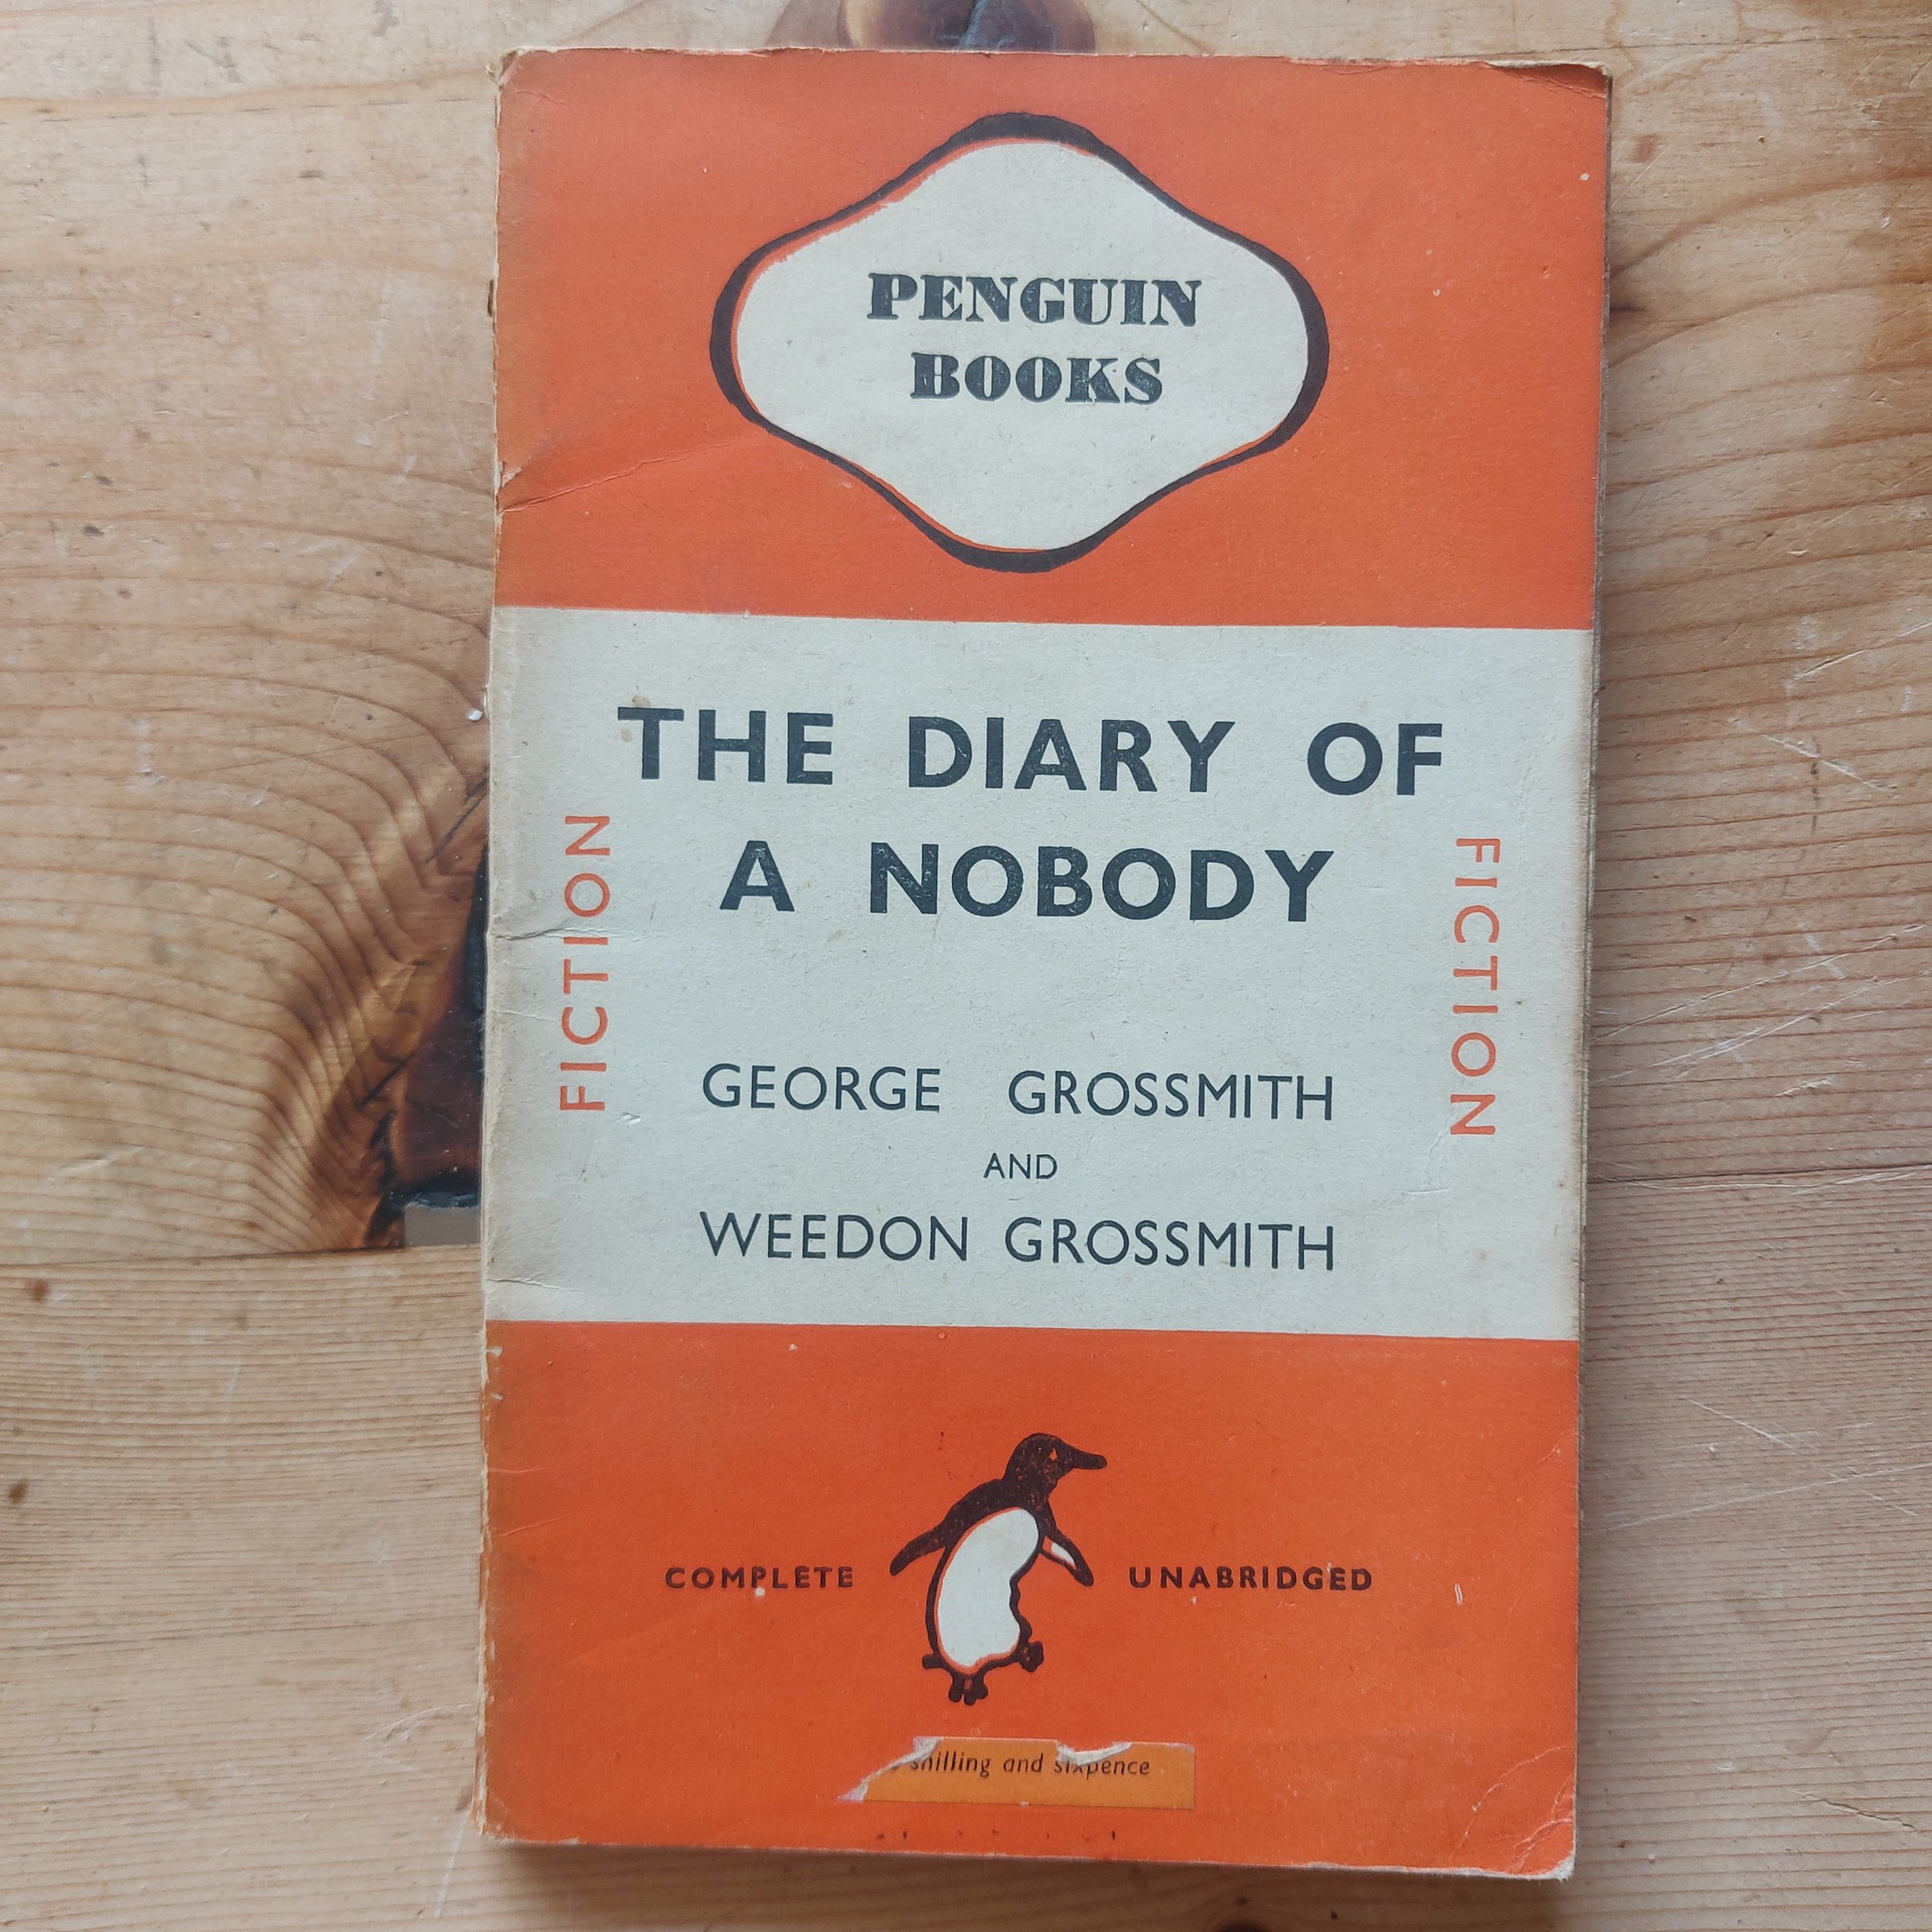 PENGUIN
BOOKS
THE DIARY OF
A NOBODY
FICTION
FICTION
GEORGE GROSSMITH
AND
WEEDON GROSSMITH
COMPLETE UNABRIDGED
shilling and sixpence